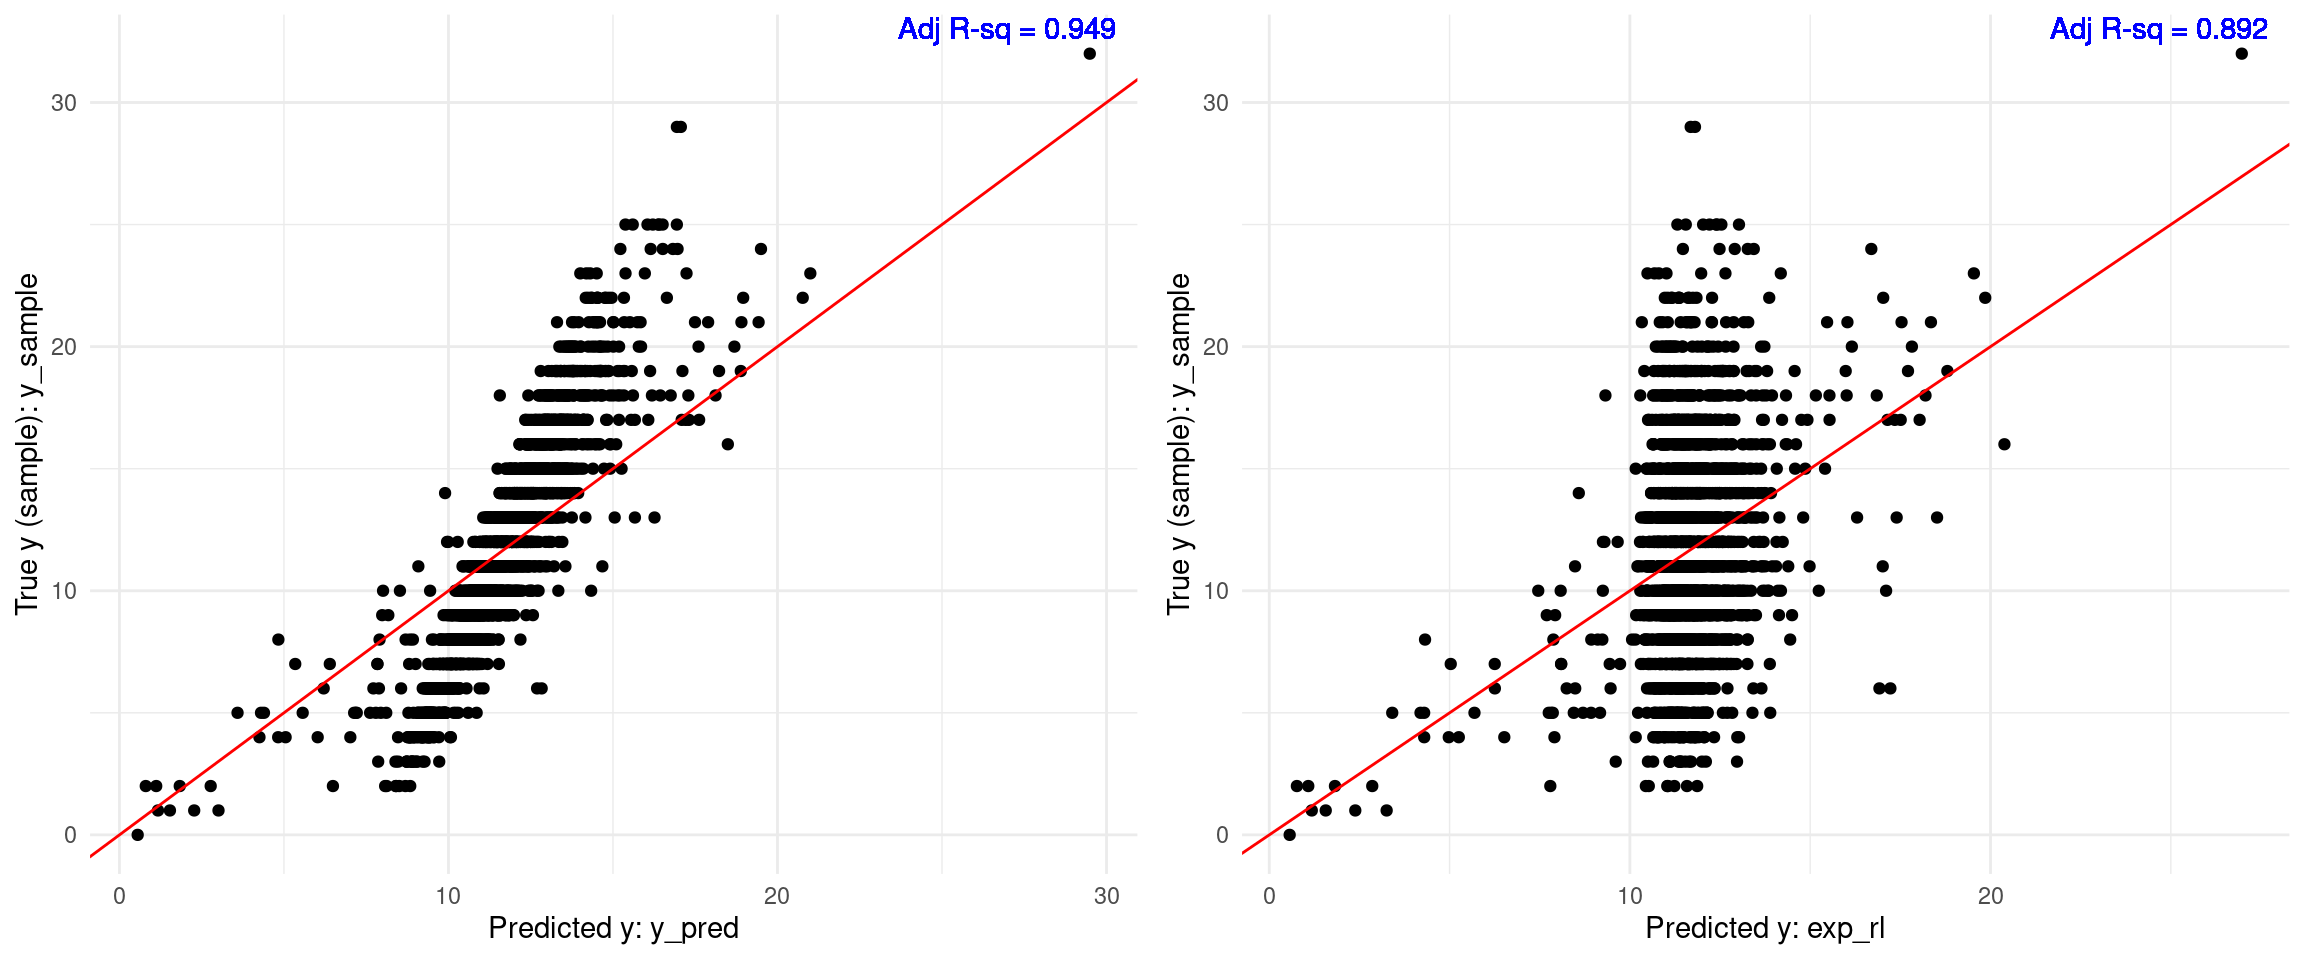 Adj R-sq = 0.949
30
20
10
0
True y (sample): y_sample
0 10 20 30
Predicted y: y_pred
Adj R-sq = 0.892
30
20
10
0
True y (sample): y_sample
0 10 20
Predicted y: exp_rl